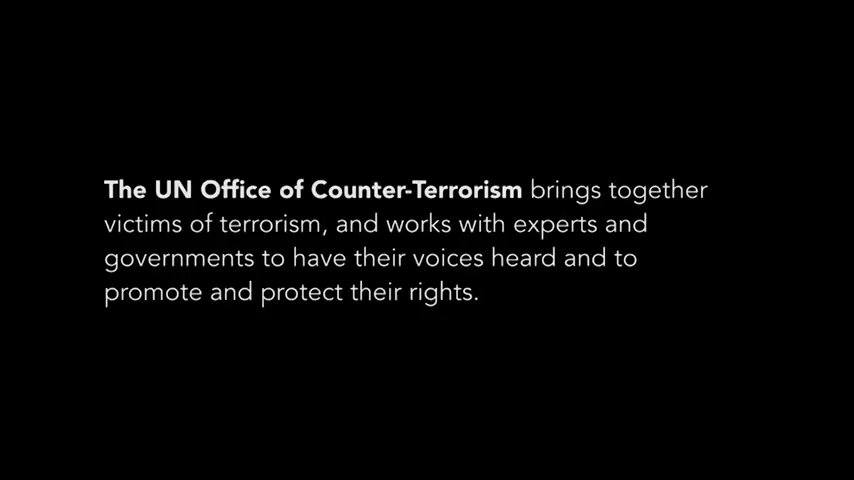 The UN Office of Counter-Terrorism brings together
victims of terrorism, and works with experts and
governments to have their voices heard and to
promote and protect their rights.